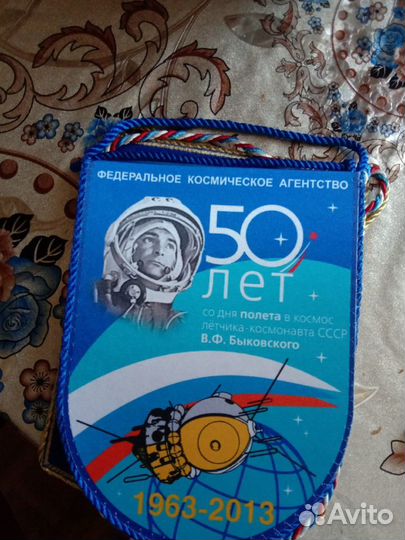 ФЕДЕРАЛЬНОЕ КОСМИЧЕСКОЕ АГЕНТСТВО
50
лет
со дня полета в космос
лётчика-космонавта СССР
В.Ф. Быковского
1963-2013
Avito